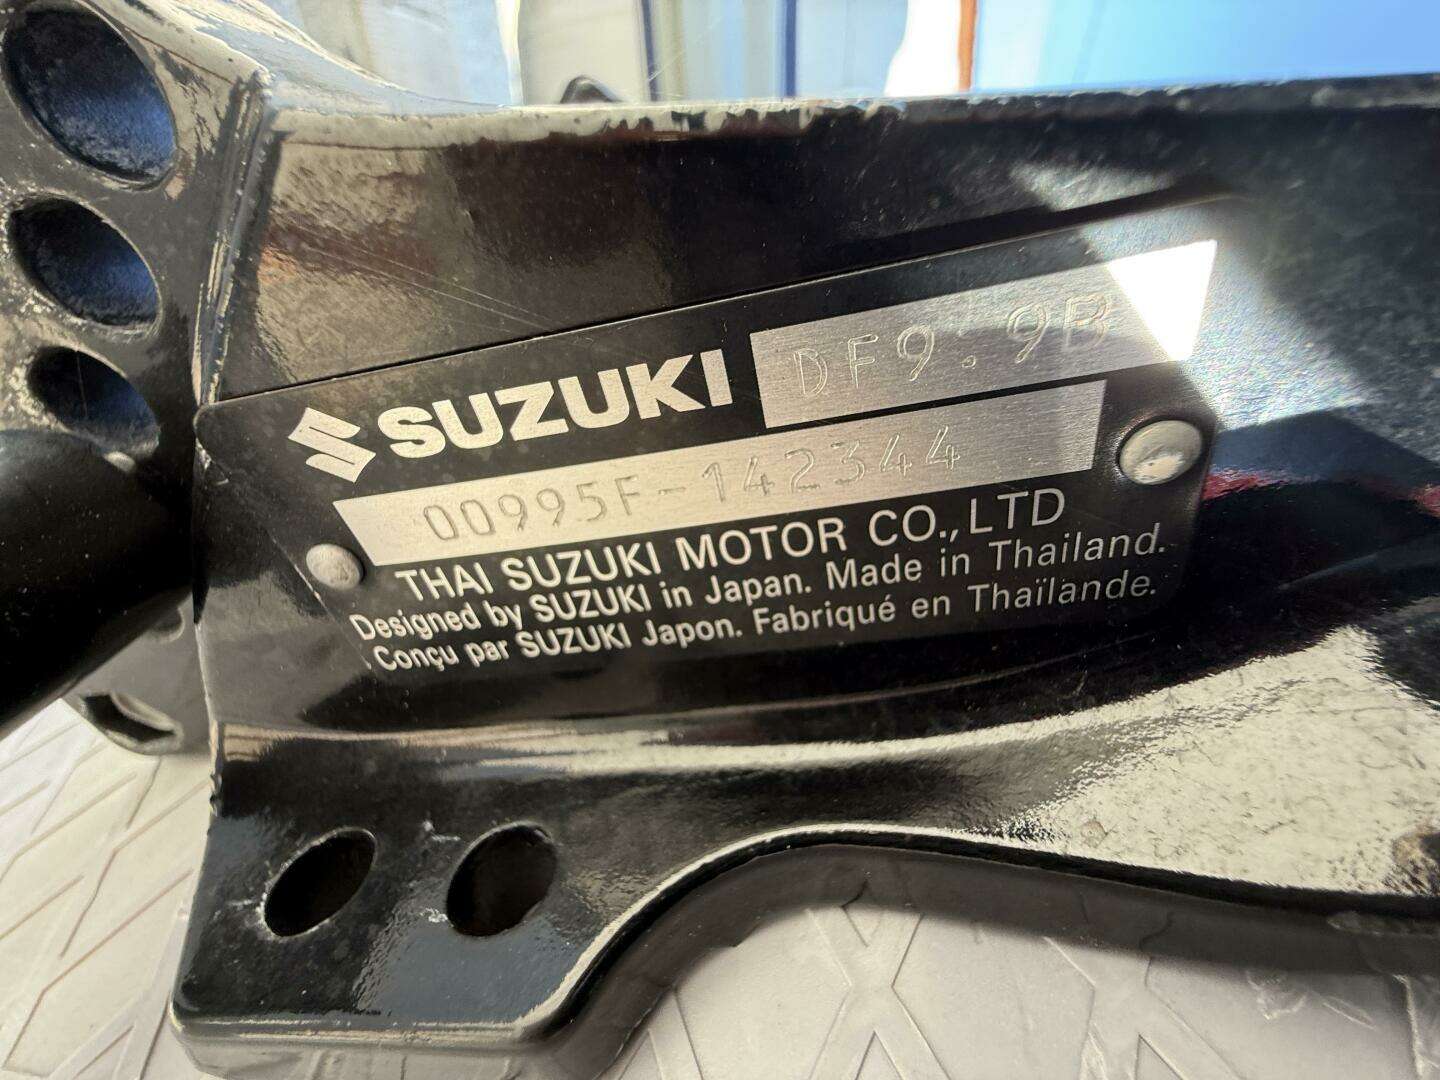 SUZUKI DF9.9B
00995F-142344
THAI SUZUKI MOTOR CO.,LTD
Designed by SUZUKI in Japan. Made in Thailand.
Conçu par SUZUKI Japon. Fabriqué en Thaïlande.